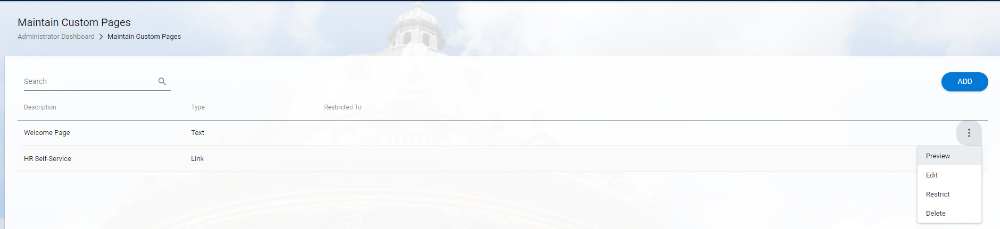 Maintain Custom Pages
Administrator Dashboard > Maintain Custom Pages
Search
ADD
Description Type Restricted To
Welcome Page Text
HR Self-Service Link
Preview
Edit
Restrict
Delete